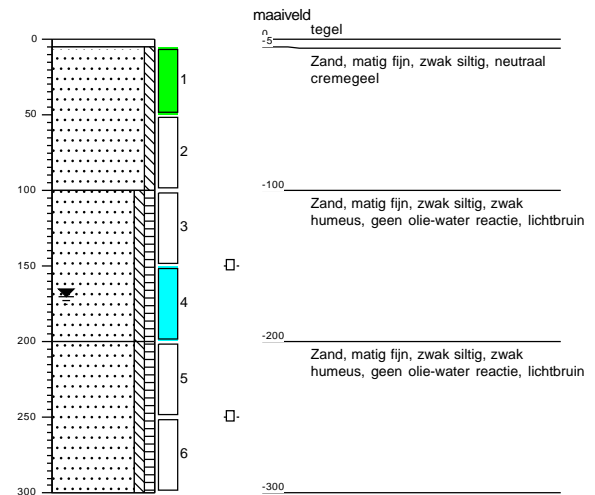 maaiveld
0
0
tegel
-5
Zand, matig fijn, zwak siltig, neutraal
cremegeel
1
50
2
100
-100
Zand, matig fijn, zwak siltig, zwak
humeus, geen olie-water reactie, lichtbruin
3
150
4
200
-200
Zand, matig fijn, zwak siltig, zwak
humeus, geen olie-water reactie, lichtbruin
5
250
6
300
-300